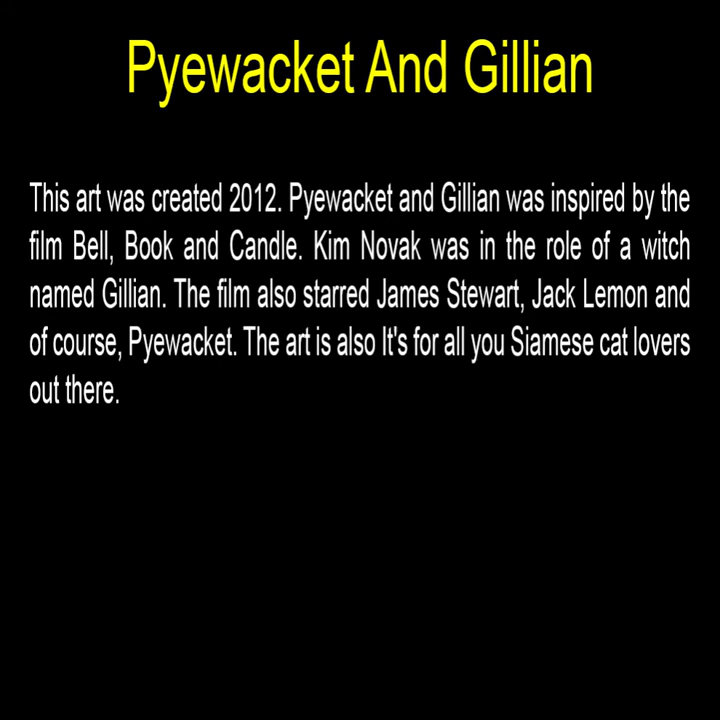 Pyewacket And Gillian
This art was created 2012. Pyewacket and Gillian was inspired by the
film Bell, Book and Candle. Kim Novak was in the role of a witch
named Gillian. The film also starred James Stewart, Jack Lemon and
of course, Pyewacket. The art is also It's for all you Siamese cat lovers
out there.